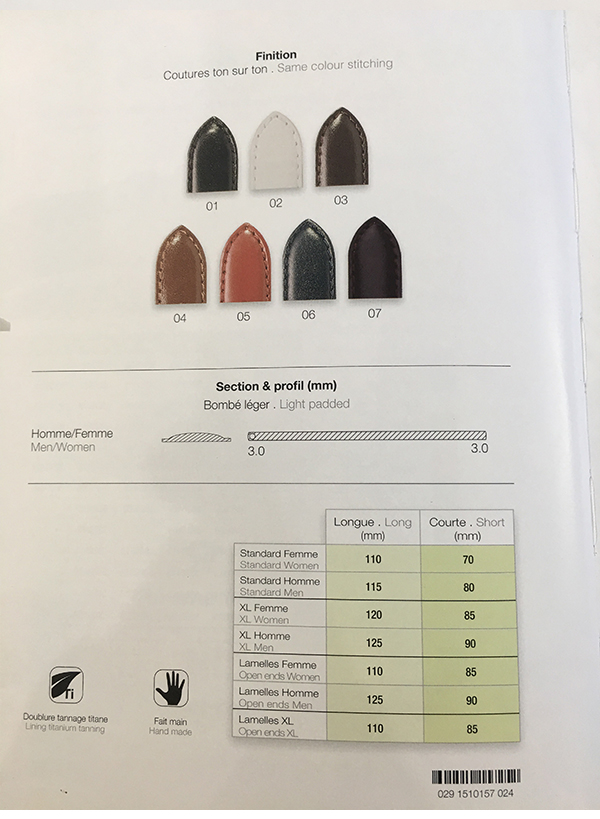 Finition
Coutures ton sur ton . Same colour stitching
01
02
03
04
05
06
07
Section & profil (mm)
Bombé léger . Light padded
Homme/Femme
Men/Women
3.0
3.0
Longue . Long
(mm)
Courte . Short
(mm)
Standard Femme
Standard Women
110
70
Standard Homme
Standard Men
115
80
XL Femme
XL Women
120
85
XL Homme
XL Men
125
90
Lamelles Femme
Open ends Women
110
85
Lamelles Homme
Open ends Men
125
90
Lamelles XL
Open ends XL
110
85
Ti
Doublure tannage titane
Lining titanium tanning
Fait main
Hand made
029 1510157 024